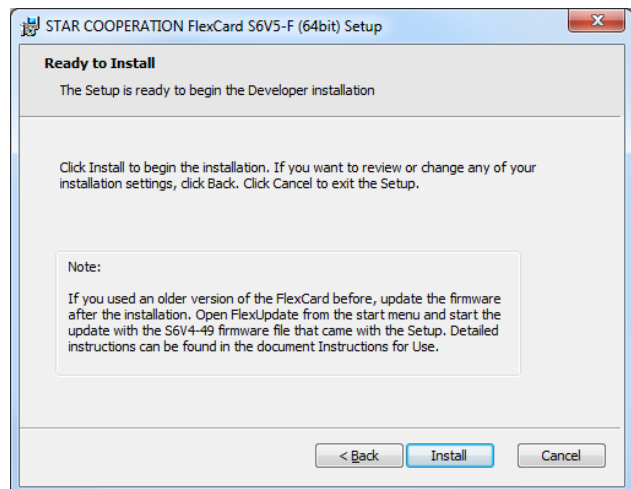 STAR COOPERATION FlexCard S6V5-F (64bit) Setup
Ready to Install
The Setup is ready to begin the Developer installation
Click Install to begin the installation. If you want to review or change any of your
installation settings, click Back. Click Cancel to exit the Setup.
Note:
If you used an older version of the FlexCard before, update the firmware
after the installation. Open FlexUpdate from the start menu and start the
update with the S6V4-49 firmware file that came with the Setup. Detailed
instructions can be found in the document Instructions for Use.
< Back Install Cancel